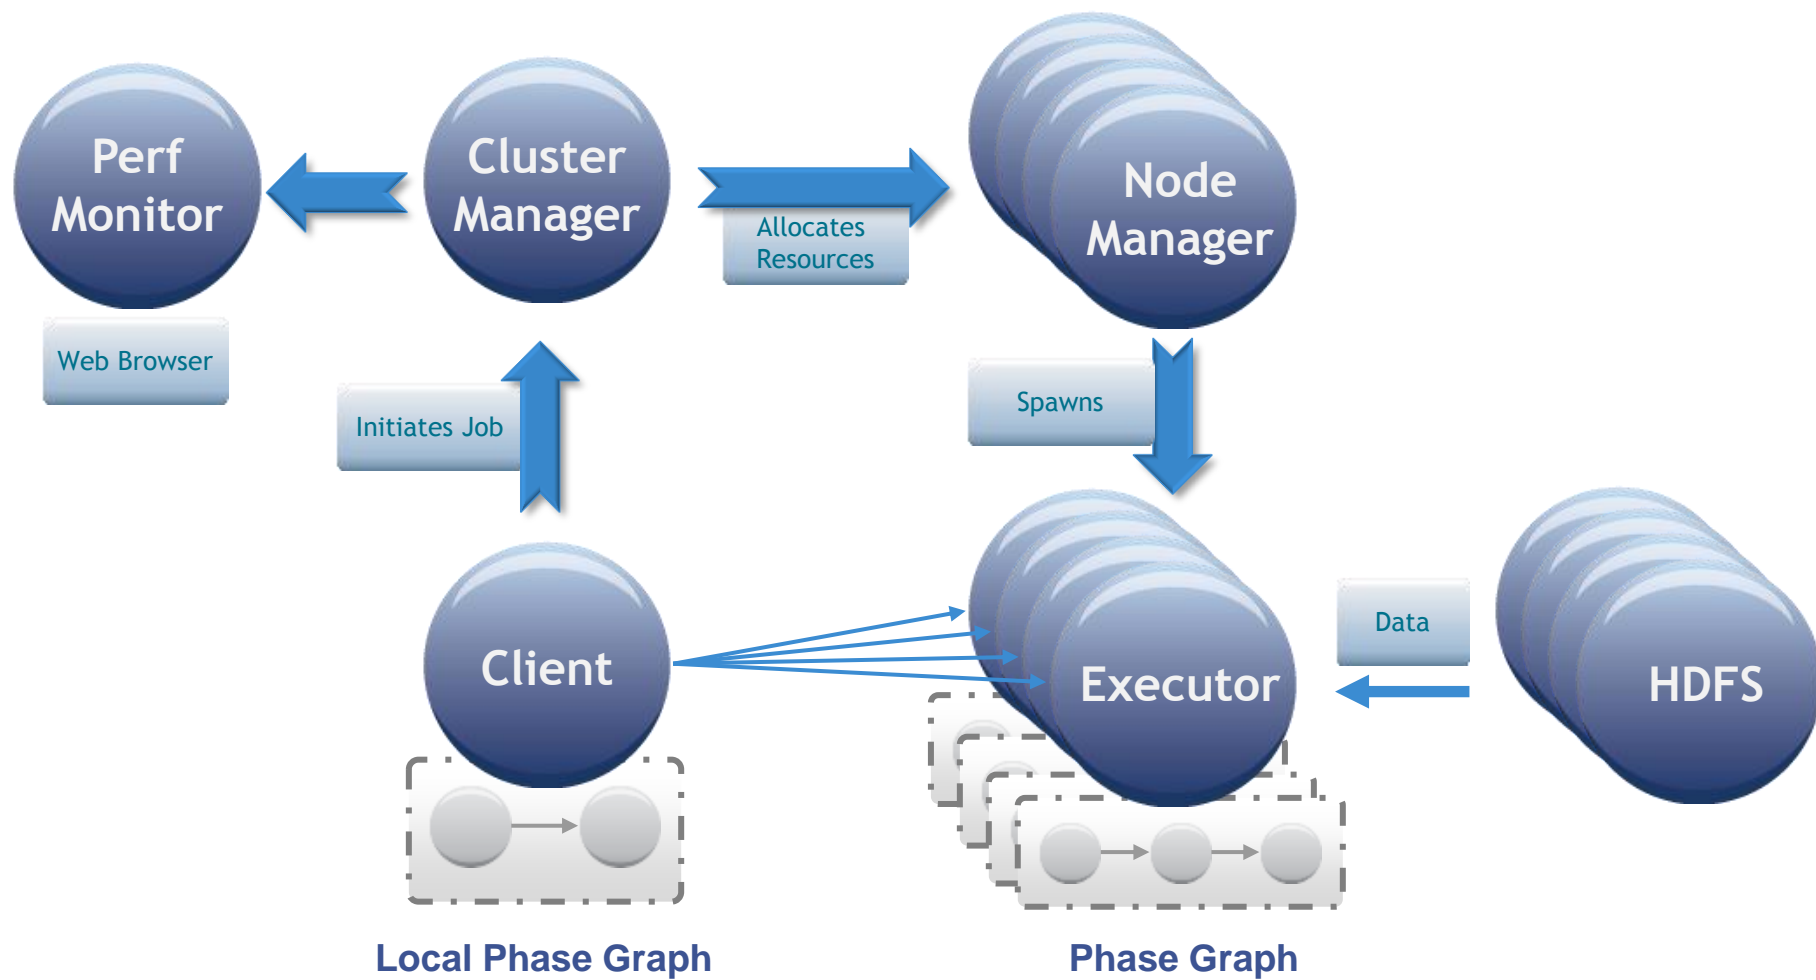 Perf
Monitor
Cluster
Manager
Node
Manager
Allocates
Resources
Web Browser
Initiates Job
Spawns
Client
Executor
Data
HDFS
Local Phase Graph
Phase Graph